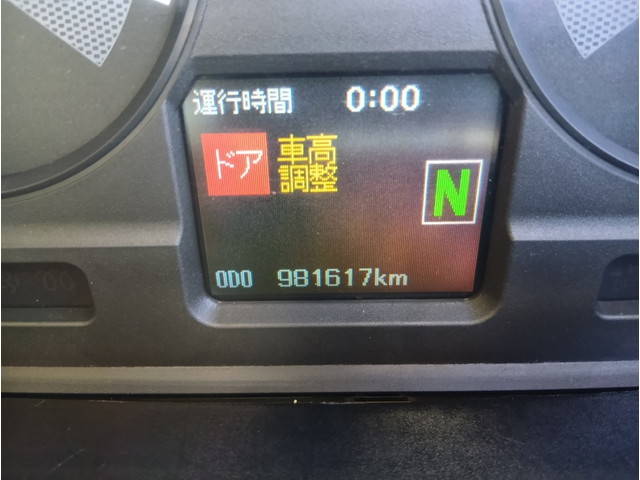 運行時間 0:00
ドア 車高
調整
N
ODO 981617km